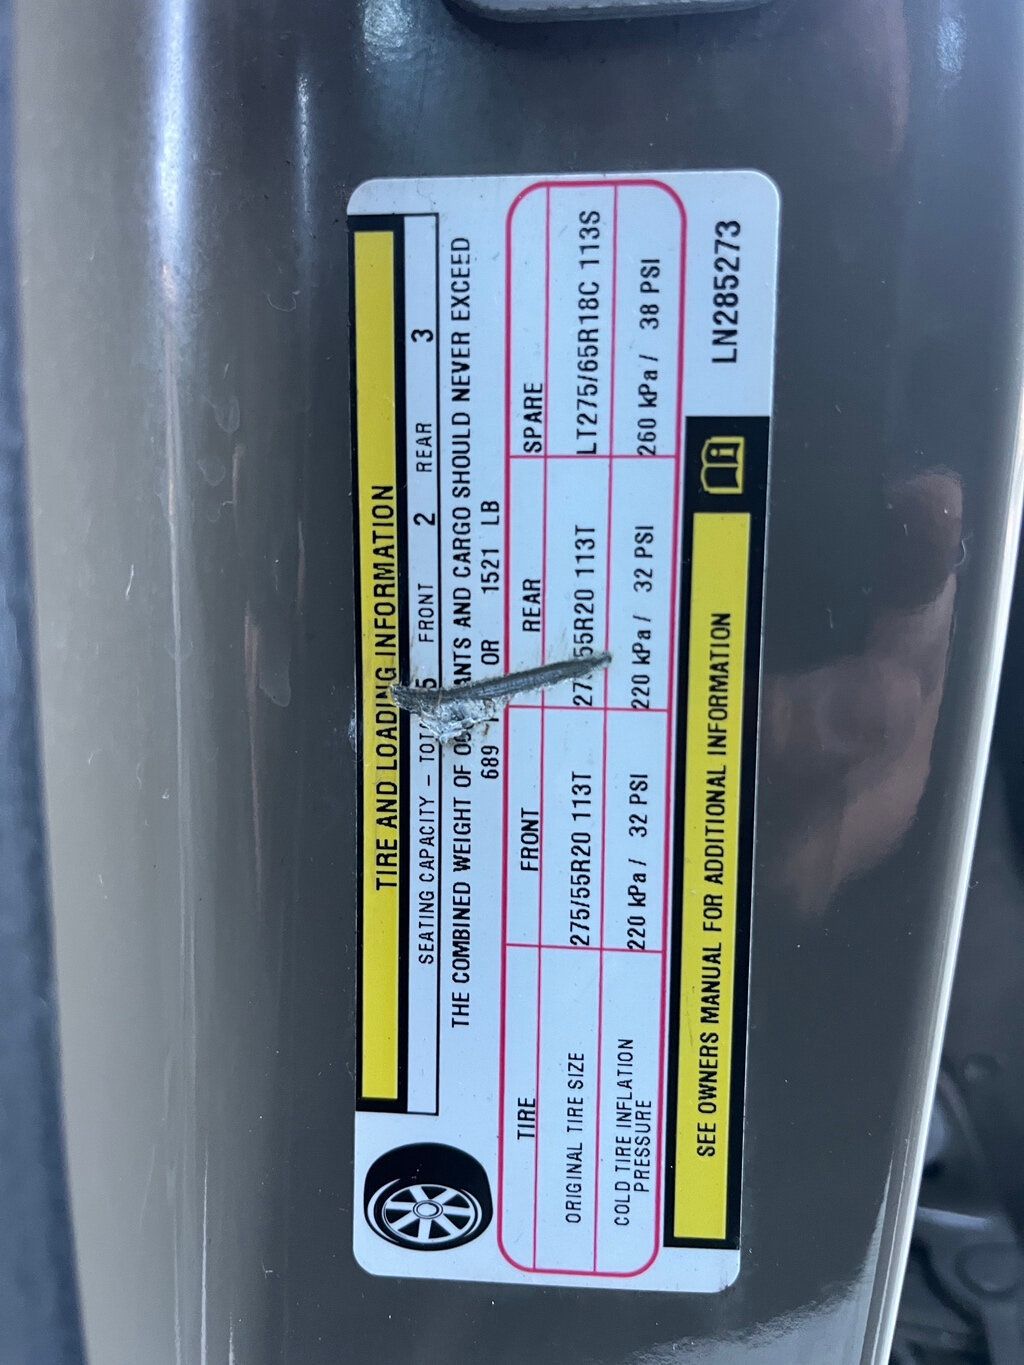 TIRE AND LOADING INFORMATION
SEATING CAPACITY – 5 FRONT 2 REAR 3
THE COMBINED WEIGHT OF AND CARGO SHOULD NEVER EXCEED
689 OR 1521 LB
TIRE FRONT REAR SPARE
ORIGINAL TIRE SIZE 275/55R20 113T 113T LT275/65R18C 113S
COLD TIRE INFLATION PRESSURE 220 kPa / 32 PSI 220 kPa / 32 PSI 260 kPa / 38 PSI
SEE OWNERS MANUAL FOR ADDITIONAL INFORMATION
LN285273